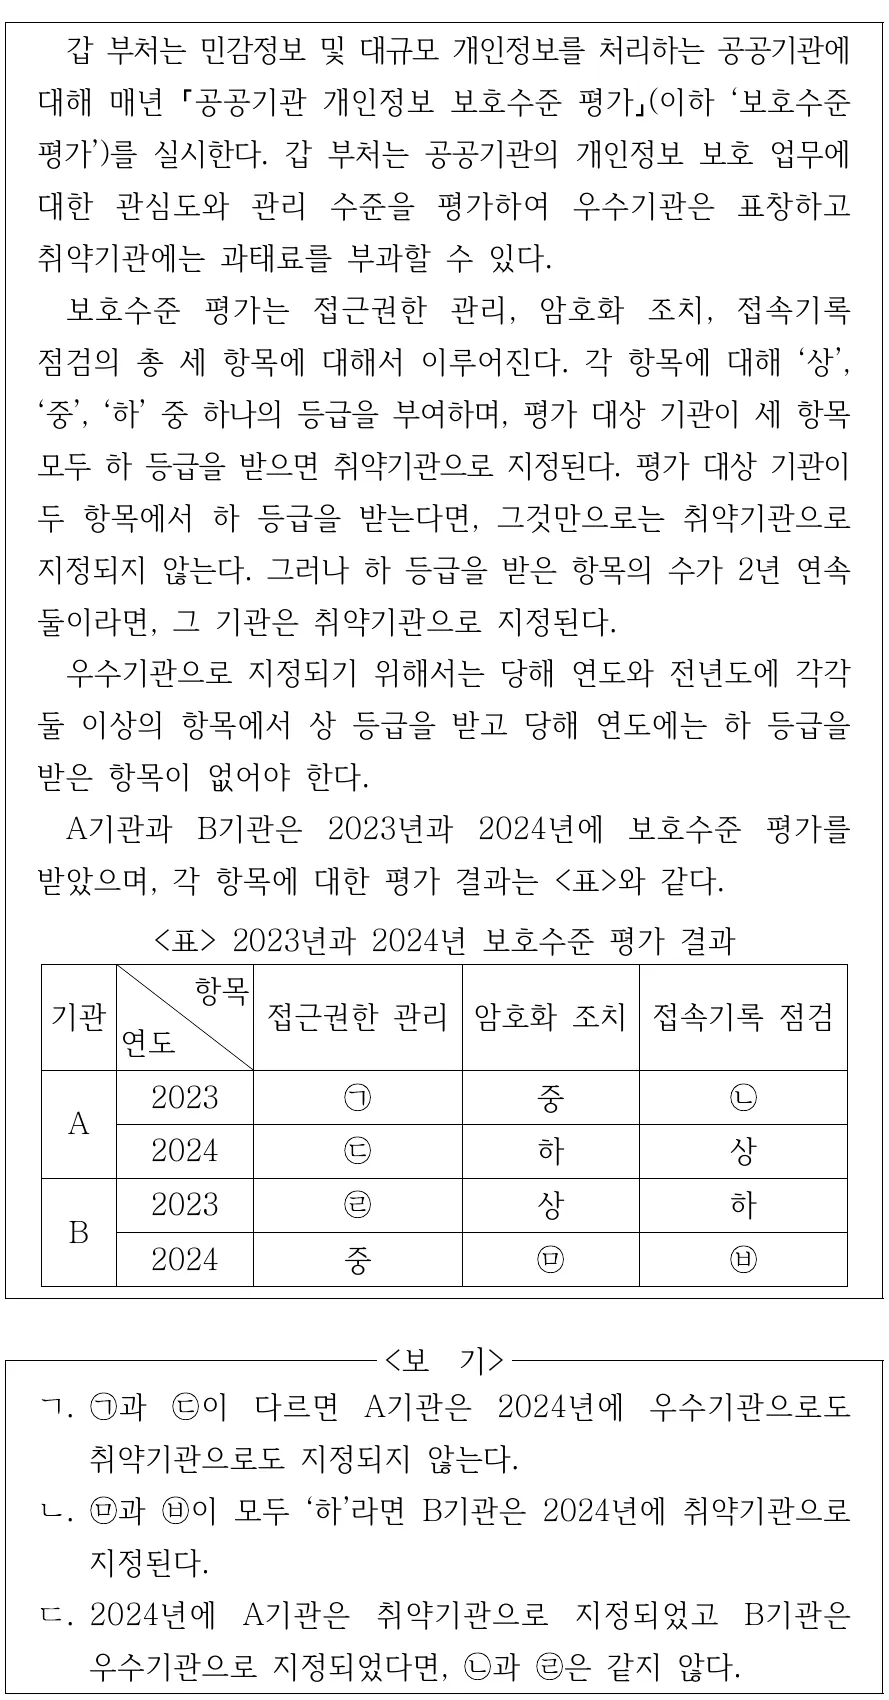 갑 부처는 민감정보 및 대규모 개인정보를 처리하는 공공기관에
대해 매년 「공공기관 개인정보 보호수준 평가」(이하 ‘보호수준
평가’)를 실시한다. 갑 부처는 공공기관의 개인정보 보호 업무에
대한 관심도와 관리 수준을 평가하여 우수기관은 표창하고
취약기관에는 과태료를 부과할 수 있다.
보호수준 평가는 접근권한 관리, 암호화 조치, 접속기록
점검의 총 세 항목에 대해서 이루어진다. 각 항목에 대해 ‘상’,
‘중’, ‘하’ 중 하나의 등급을 부여하며, 평가 대상 기관이 세 항목
모두 하 등급을 받으면 취약기관으로 지정된다. 평가 대상 기관이
두 항목에서 하 등급을 받는다면, 그것만으로는 취약기관으로
지정되지 않는다. 그러나 하 등급을 받은 항목의 수가 2년 연속
둘이라면, 그 기관은 취약기관으로 지정된다.
우수기관으로 지정되기 위해서는 당해 연도와 전년도에 각각
둘 이상의 항목에서 상 등급을 받고 당해 연도에는 하 등급을
받은 항목이 없어야 한다.
A기관과 B기관은 2023년과 2024년에 보호수준 평가를
받았으며, 각 항목에 대한 평가 결과는 <표>와 같다.
<표> 2023년과 2024년 보호수준 평가 결과
기관 항목 연도 접근권한 관리 암호화 조치 접속기록 점검
A 2023 ㉠ 중 ㉡
2024 ㉢ 하 상
B 2023 ㉣ 상 하
2024 중 ㉤ ㉥
<보 기>
ㄱ. ㉠과 ㉢이 다르면 A기관은 2024년에 우수기관으로도
취약기관으로도 지정되지 않는다.
ㄴ. ㉤과 ㉥이 모두 ‘하’라면 B기관은 2024년에 취약기관으로
지정된다.
ㄷ. 2024년에 A기관은 취약기관으로 지정되었고 B기관은
우수기관으로 지정되었다면, ㉡과 ㉣은 같지 않다.